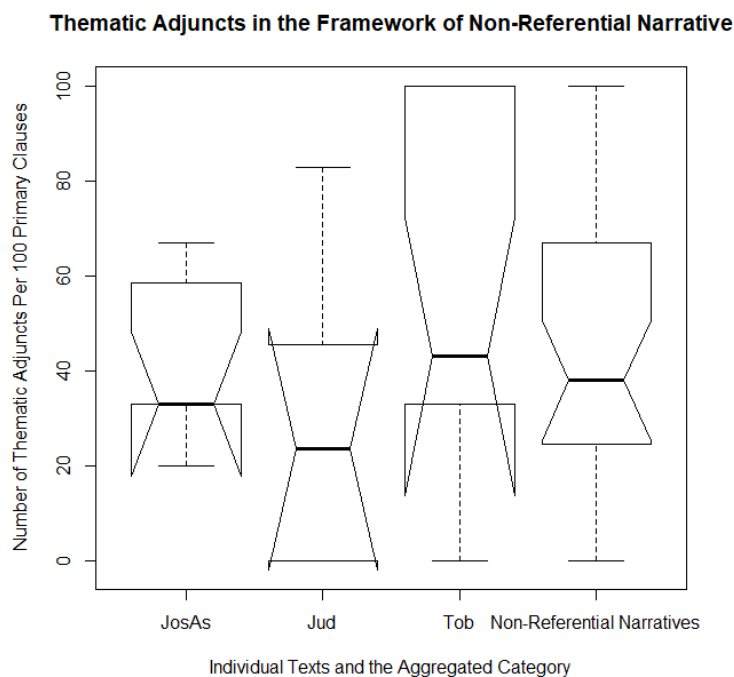 Thematic Adjuncts in the Framework of Non-Referential Narrative
Number of Thematic Adjuncts Per 100 Primary Clauses
100
80
60
40
20
0
JosAs
Jud
Tob
Non-Referential Narratives
Individual Texts and the Aggregated Category